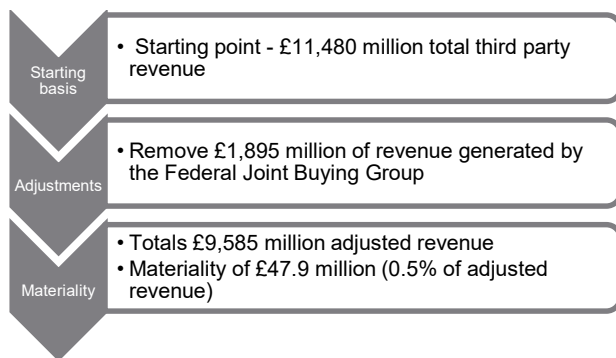 Starting
basis
• Starting point - £11,480 million total third party
revenue
Adjustments
• Remove £1,895 million of revenue generated by
the Federal Joint Buying Group
Materiality
• Totals £9,585 million adjusted revenue
• Materiality of £47.9 million (0.5% of adjusted
revenue)